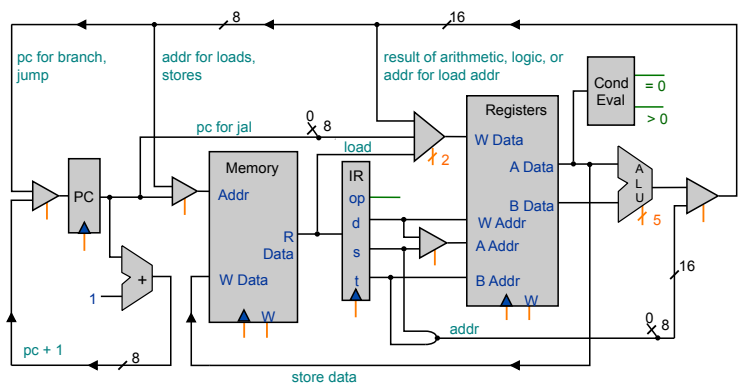 8
16
pc for branch,
jump
addr for loads,
stores
result of arithmetic, logic, or
addr for load addr
Cond
Eval
= 0
> 0
Registers
0
8
pc for jal
load
W Data
2
A Data
A
L
U
Memory
IR
PC
Addr
op
B Data
d
W Addr
5
R
Data
s
A Addr
+
W Data
t
B Addr
16
1
W
W
addr
0
8
pc + 1
8
store data